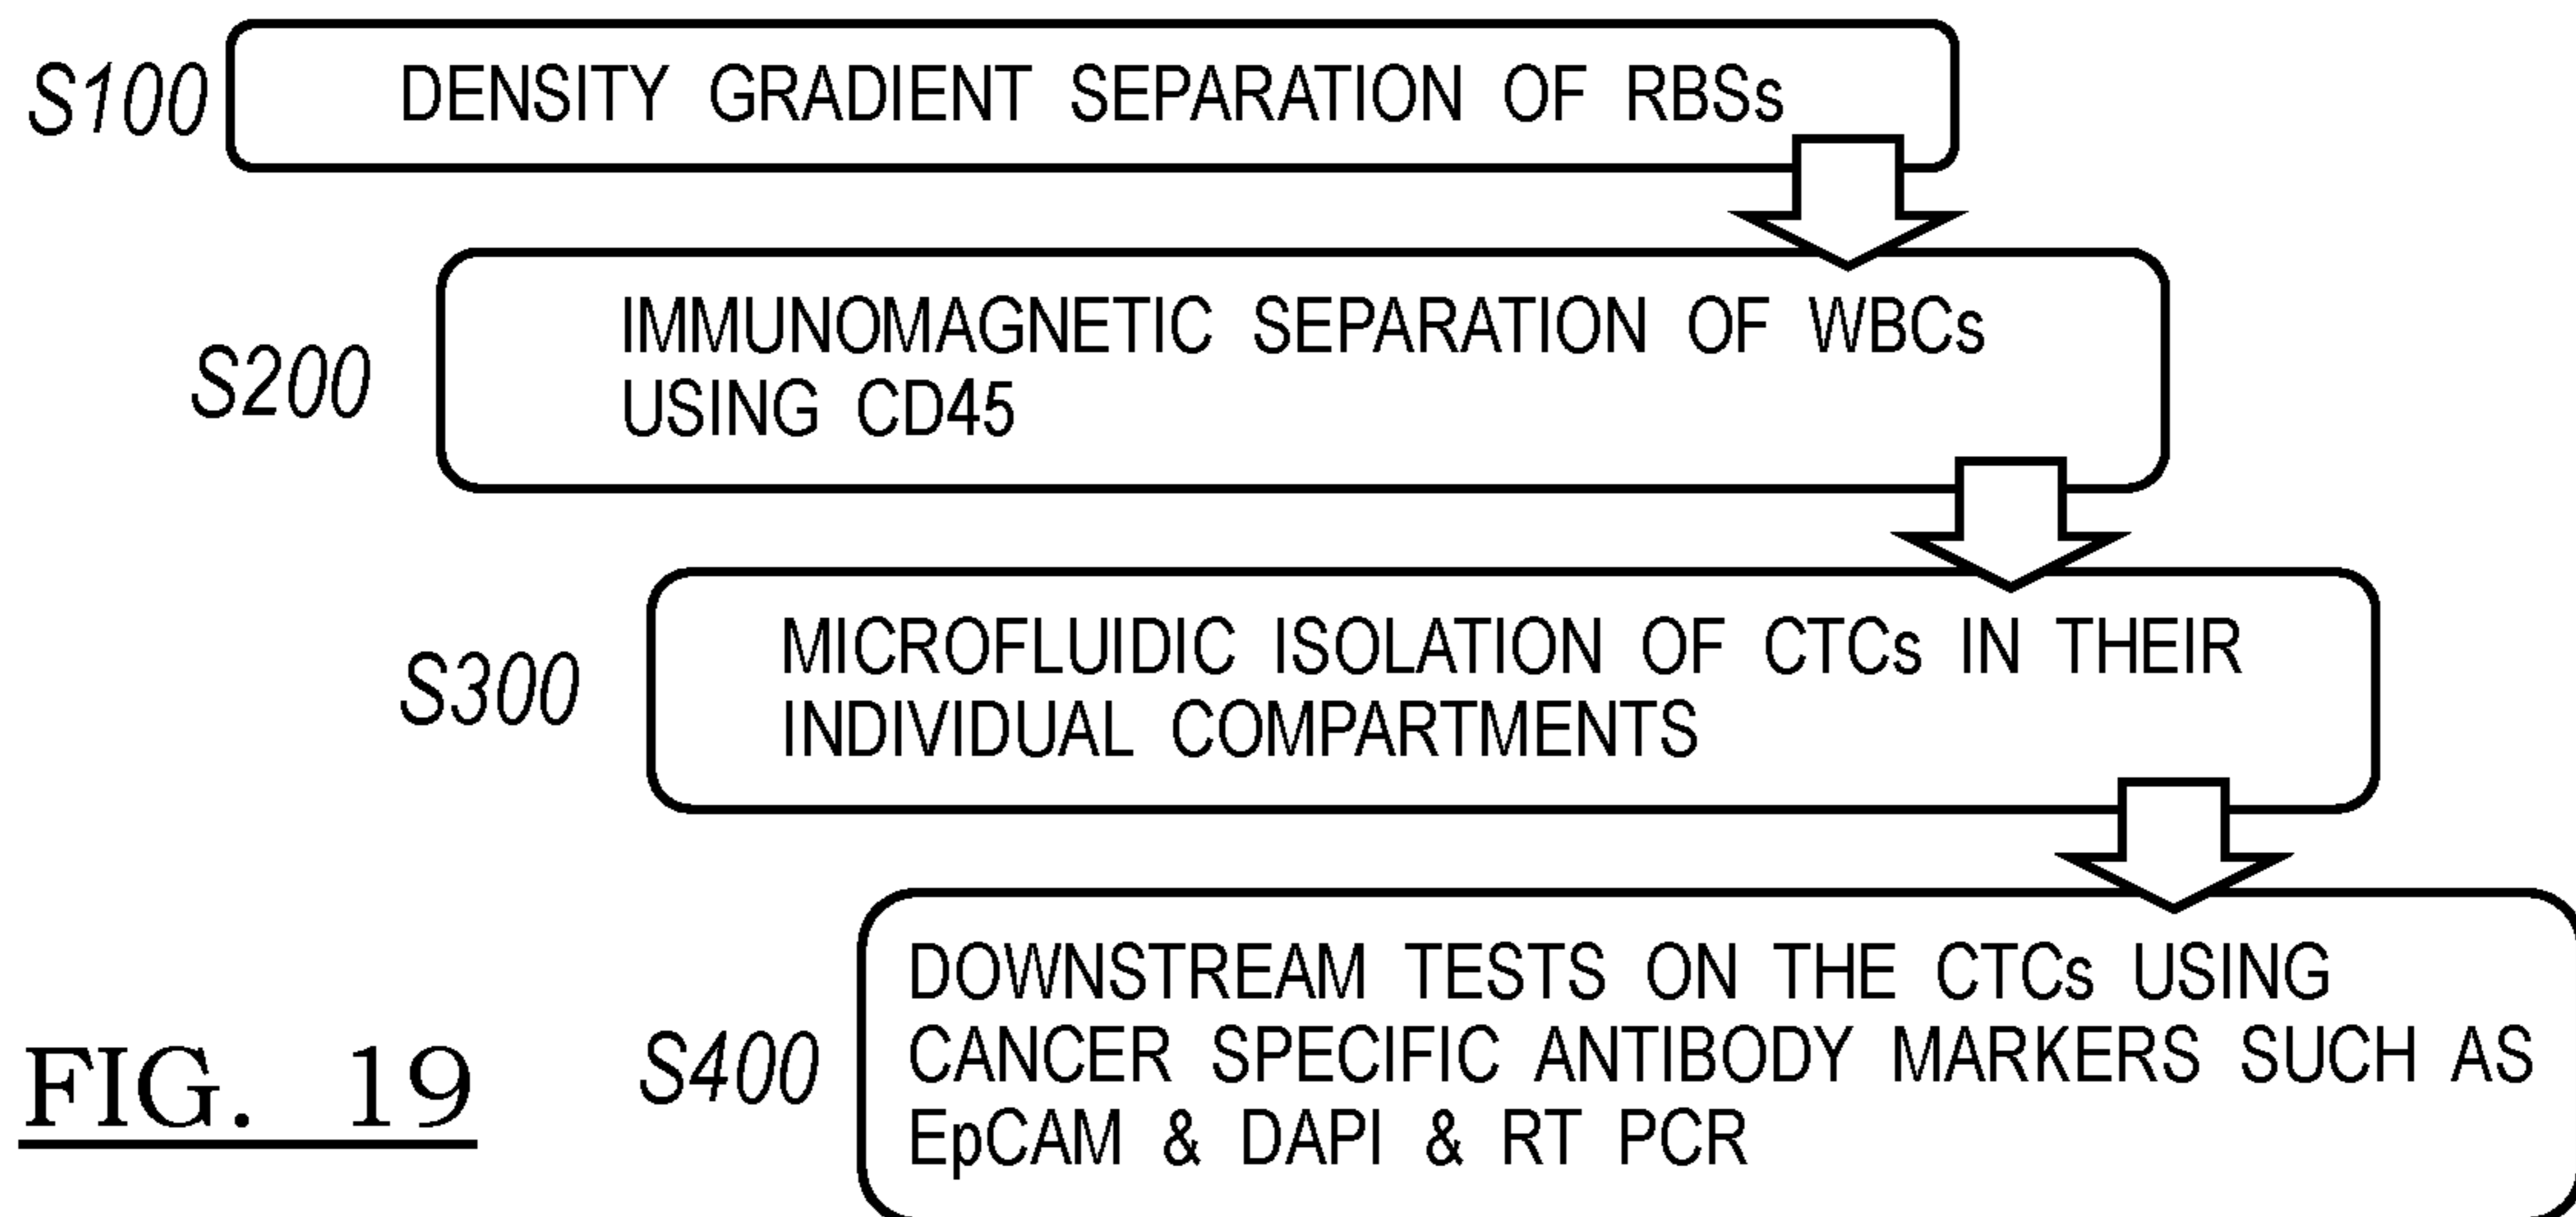 S100
DENSITY GRADIENT SEPARATION OF RBSs
S200
IMMUNOMAGNETIC SEPARATION OF WBCs
USING CD45
S300
MICROFLUIDIC ISOLATION OF CTCs IN THEIR
INDIVIDUAL COMPARTMENTS
S400
DOWNSTREAM TESTS ON THE CTCs USING
CANCER SPECIFIC ANTIBODY MARKERS SUCH AS
EpCAM & DAPI & RT PCR
FIG. 19